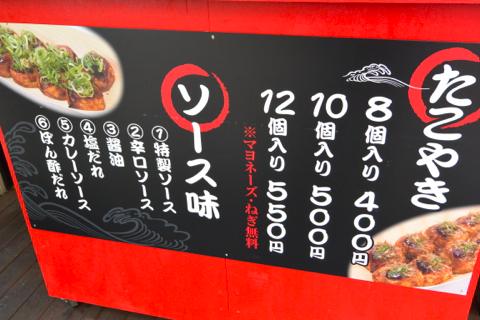 たこやき
8個入り 400円
10個入り 500円
12個入り 550円
※マヨネーズ・ねぎ無料
ソース味
①特製ソース
②辛口ソース
③醤油
④塩だれ
⑤カレーソース
⑥ぽん酢だれ